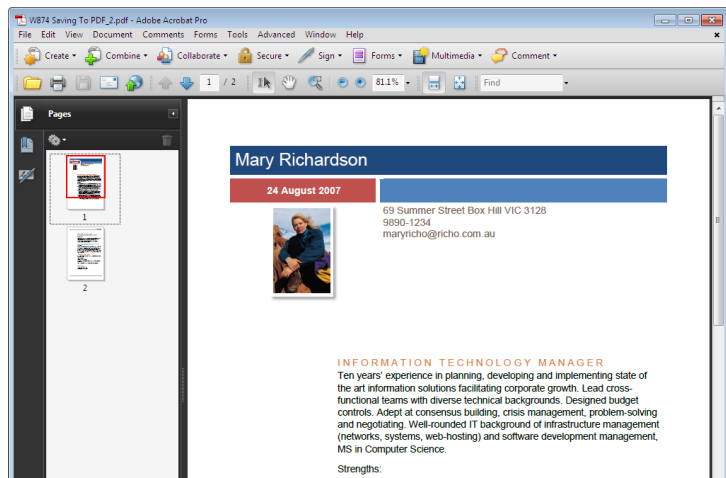 W874 Saving To PDF_2.pdf - Adobe Acrobat Pro
File Edit View Document Comments Forms Tools Advanced Window Help
Create Combine Collaborate Secure Sign Forms Multimedia Comment
1 / 2 81.1% Find
Pages
1
2
Mary Richardson
24 August 2007
69 Summer Street Box Hill VIC 3128
9890-1234
maryricho@richo.com.au
INFORMATION TECHNOLOGY MANAGER
Ten years' experience in planning, developing and implementing state of
the art information solutions facilitating corporate growth. Lead cross-
functional teams with diverse technical backgrounds. Designed budget
controls. Adept at consensus building, crisis management, problem-solving
and negotiating. Well-rounded IT background of infrastructure management
(networks, systems, web-hosting) and software development management,
MS in Computer Science.
Strengths: